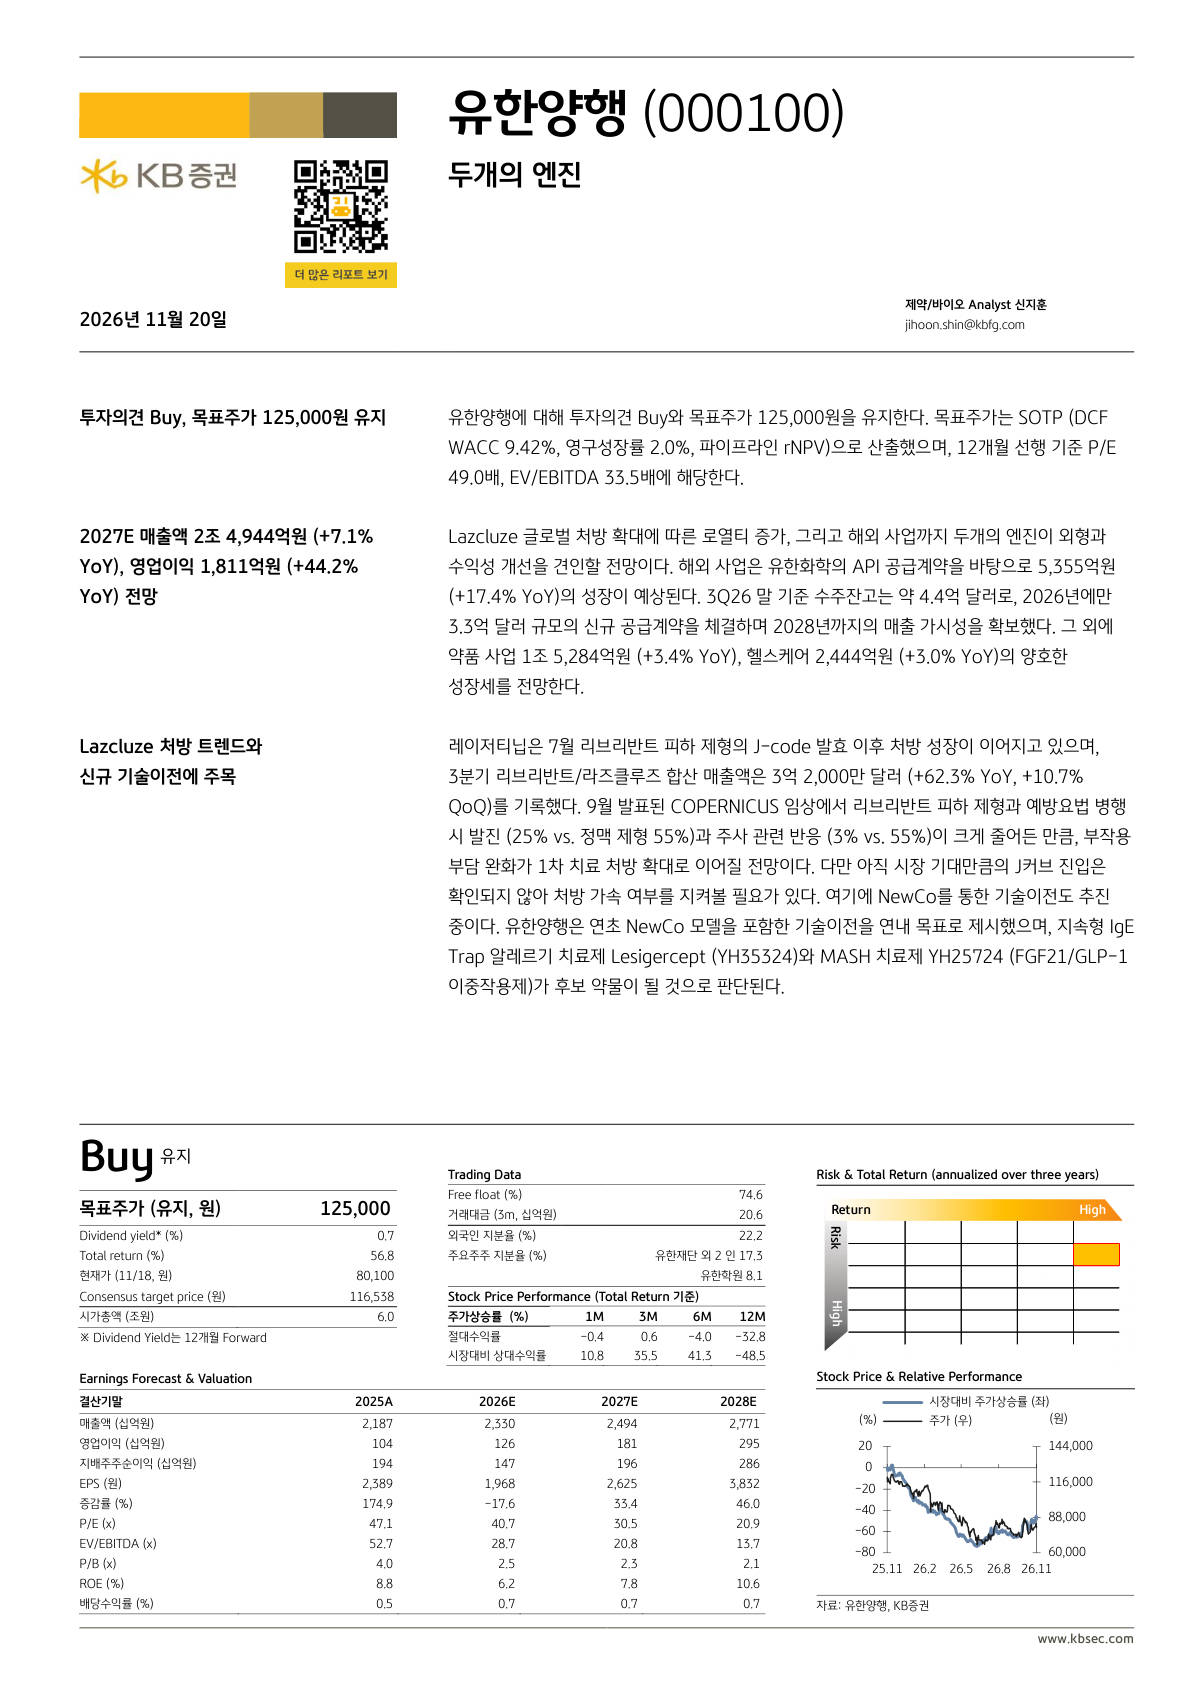 유한양행 (000100)
두개의 엔진
KB 증권
더 많은 리포트 보기
2026년 11월 20일
제약/바이오 Analyst 신지훈
jihoon.shin@kbfg.com
투자의견 Buy, 목표주가 125,000원 유지
유한양행에 대해 투자의견 Buy와 목표주가 125,000원을 유지한다. 목표주가는 SOTP (DCF
WACC 9.42%, 영구성장률 2.0%, 파이프라인 rNPV)으로 산출했으며, 12개월 선행 기준 P/E
49.0배, EV/EBITDA 33.5배에 해당한다.
2027E 매출액 2조 4,944억원 (+7.1%
YoY), 영업이익 1,811억원 (+44.2%
YoY) 전망
Lazcluze 글로벌 처방 확대에 따른 로열티 증가, 그리고 해외 사업까지 두개의 엔진이 외형과
수익성 개선을 견인할 전망이다. 해외 사업은 유한화학의 API 공급계약을 바탕으로 5,355억원
(+17.4% YoY)의 성장이 예상된다. 3Q26 말 기준 수주잔고는 약 4.4억 달러로, 2026년에만
3.3억 달러 규모의 신규 공급계약을 체결하며 2028년까지의 매출 가시성을 확보했다. 그 외에
약품 사업 1조 5,284억원 (+3.4% YoY), 헬스케어 2,444억원 (+3.0% YoY)의 양호한
성장세를 전망한다.
Lazcluze 처방 트렌드와
신규 기술이전에 주목
레이저티닙은 7월 리브리반트 피하 제형의 J-code 발효 이후 처방 성장이 이어지고 있으며,
3분기 리브리반트/라즈클루즈 합산 매출액은 3억 2,000만 달러 (+62.3% YoY, +10.7%
QoQ)를 기록했다. 9월 발표된 COPERNICUS 임상에서 리브리반트 피하 제형과 예방요법 병행
시 발진 (25% vs. 정맥 제형 55%)과 주사 관련 반응 (3% vs. 55%)이 크게 줄어든 만큼, 부작용
부담 완화가 1차 치료 처방 확대로 이어질 전망이다. 다만 아직 시장 기대만큼의 J커브 진입은
확인되지 않아 처방 가속 여부를 지켜볼 필요가 있다. 여기에 NewCo를 통한 기술이전도 추진
중이다. 유한양행은 연초 NewCo 모델을 포함한 기술이전을 연내 목표로 제시했으며, 지속형 IgE
Trap 알레르기 치료제 Lesigercept (YH35324)와 MASH 치료제 YH25724 (FGF21/GLP-1
이중작용제)가 후보 약물이 될 것으로 판단된다.
Buy 유지
목표주가 (유지, 원) 125,000
Dividend yield* (%) 0.7
Total return (%) 56.8
현재가 (11/18, 원) 80,100
Consensus target price (원) 116,538
시가총액 (조원) 6.0
※ Dividend Yield는 12개월 Forward
Trading Data
Free float (%) 74.6
거래대금 (3m, 십억원) 20.6
외국인 지분율 (%) 22.2
주요주주 지분율 (%) 유한재단 외 2 인 17.3
유한학원 8.1
Stock Price Performance (Total Return 기준)
주가상승률 (%) 1M 3M 6M 12M
절대수익률 -0.4 0.6 -4.0 -32.8
시장대비 상대수익률 10.8 35.5 41.3 -48.5
Risk & Total Return (annualized over three years)
Return High
Risk
High
Earnings Forecast & Valuation
결산기말 2025A 2026E 2027E 2028E
매출액 (십억원) 2,187 2,330 2,494 2,771
영업이익 (십억원) 104 126 181 295
지배주주순이익 (십억원) 194 147 196 286
EPS (원) 2,389 1,968 2,625 3,832
증감률 (%) 174.9 -17.6 33.4 46.0
P/E (x) 47.1 40.7 30.5 20.9
EV/EBITDA (x) 52.7 28.7 20.8 13.7
P/B (x) 4.0 2.5 2.3 2.1
ROE (%) 8.8 6.2 7.8 10.6
배당수익률 (%) 0.5 0.7 0.7 0.7
Stock Price & Relative Performance
시장대비 주가상승률 (좌)
(%) 주가 (우) (원)
20 144,000
0
116,000
-20
-40
88,000
-60
-80 60,000
25.11 26.2 26.5 26.8 26.11
자료: 유한양행, KB증권
www.kbsec.com